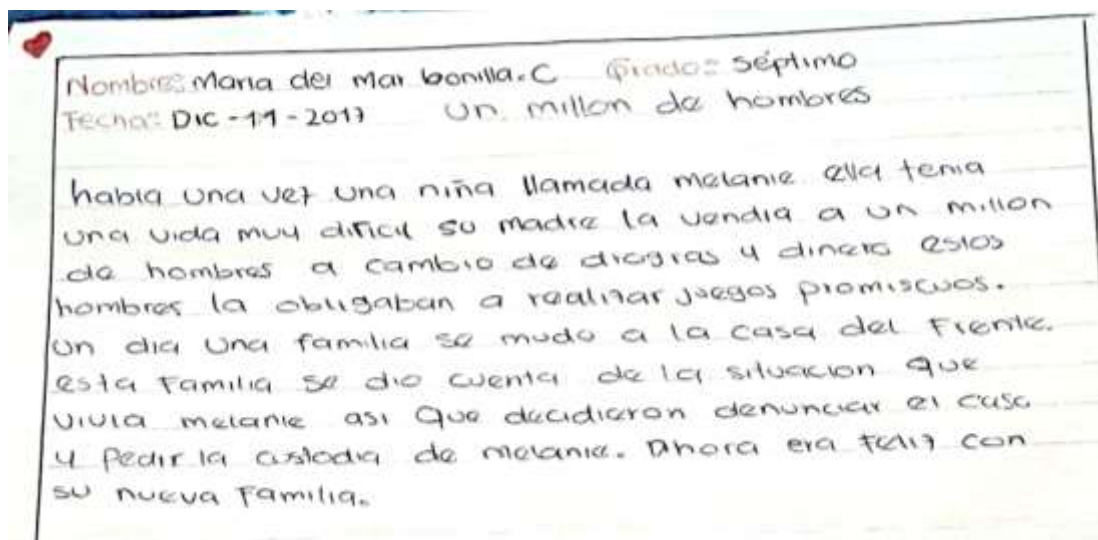 Nombre: Maria del Mar bonilla. C Grado: Séptimo
Fecha: DIC - 11 - 2017 Un millon de hombres
habia una vez una niña llamada melanie ella tenia
una vida muy dificil su madre la vendia a un millon
de hombres a cambio de drogras y dinero estos
hombres la obligaban a realizar juegos promiscuos.
un dia una familia se mudo a la casa del Frente.
esta Familia se dio cuenta de la situacion que
vivia melanie asi que decidieron denunciar el caso
y pedir la custodia de melanie. Ahora era feliz con
su nueva Familia.